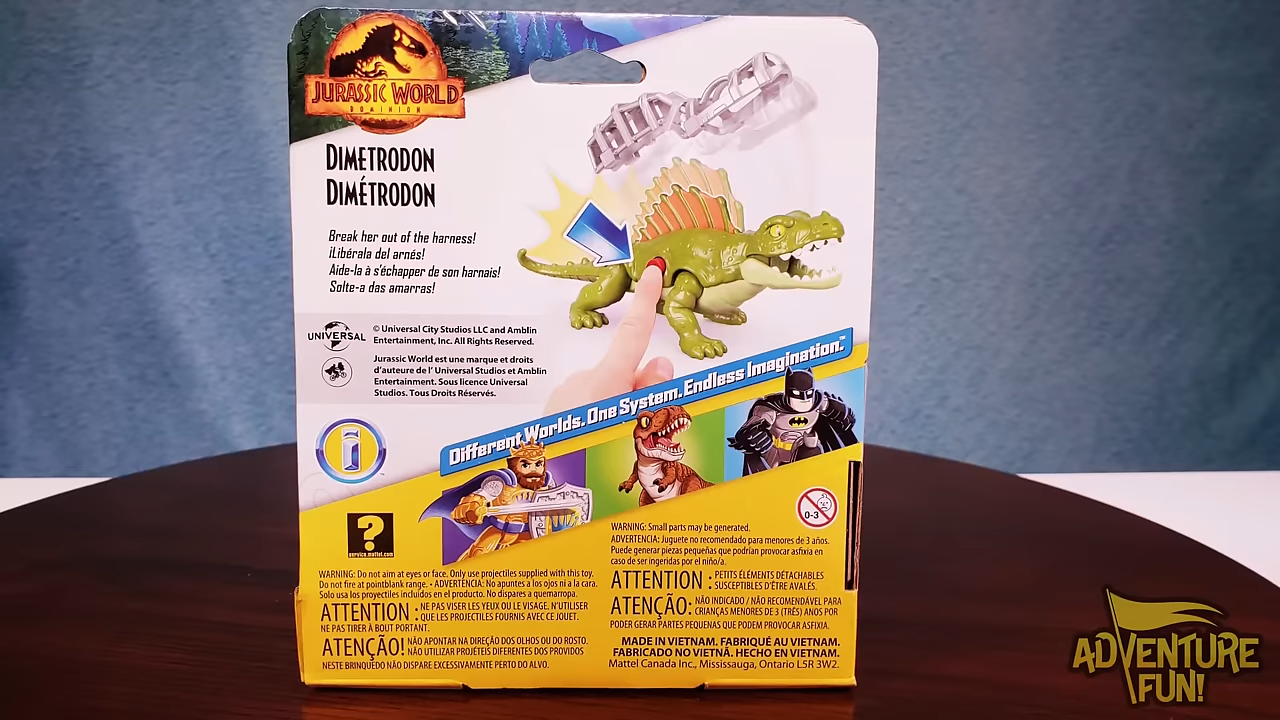 JURASSIC WORLD
DOMINION
DIMETRODON
DIMÉTRODON
Break her out of the harness!
¡Libérala del arnés!
Aide-la à s'échapper de son harnais!
Solte-a das amarras!
UNIVERSAL
© Universal City Studios LLC and Amblin
Entertainment, Inc. All Rights Reserved.
Jurassic World est une marque et droits
d'auteure de l' Universal Studios et Amblin
Entertainment. Sous licence Universal
Studios. Tous Droits Réservés.
Different Worlds. One System. Endless Imagination.™
i
?
service.mattel.com
0-3
WARNING: Do not aim at eyes or face. Only use projectiles supplied with this toy.
Do not fire at pointblank range. • ADVERTENCIA: No apuntes a los ojos ni a la cara.
Solo usa los proyectiles incluidos en el producto. No dispares a quemarropa.
ATTENTION : NE PAS VISER LES YEUX OU LE VISAGE. N'UTILISER
QUE LES PROJECTILES FOURNIS AVEC CE JOUET.
NE PAS TIRER À BOUT PORTANT.
ATENÇÃO! NÃO APONTAR NA DIREÇÃO DOS OLHOS OU DO ROSTO.
NÃO UTILIZAR PROJÉTEIS DIFERENTES DOS PROVIDOS
NESTE BRINQUEDO NÃO DISPARE EXCESSIVAMENTE PERTO DO ALVO.
WARNING: Small parts may be generated.
ADVERTENCIA: Juguete no recomendado para menores de 3 años.
Puede generar piezas pequeñas que podrían provocar asfixia en
caso de ser ingeridas por el niño/a.
ATTENTION : PETITS ÉLÉMENTS DÉTACHABLES
SUSCEPTIBLES D'ÊTRE AVALÉS.
ATENÇÃO: NÃO INDICADO / NÃO RECOMENDÁVEL PARA
CRIANÇAS MENORES DE 3 (TRÊS) ANOS POR
PODER GERAR PARTES PEQUENAS QUE PODEM PROVOCAR ASFIXIA.
MADE IN VIETNAM. FABRIQUÉ AU VIETNAM.
FABRICADO NO VIETNÃ. HECHO EN VIETNAM.
Mattel Canada Inc., Mississauga, Ontario L5R 3W2.
ADVENTURE
FUN!